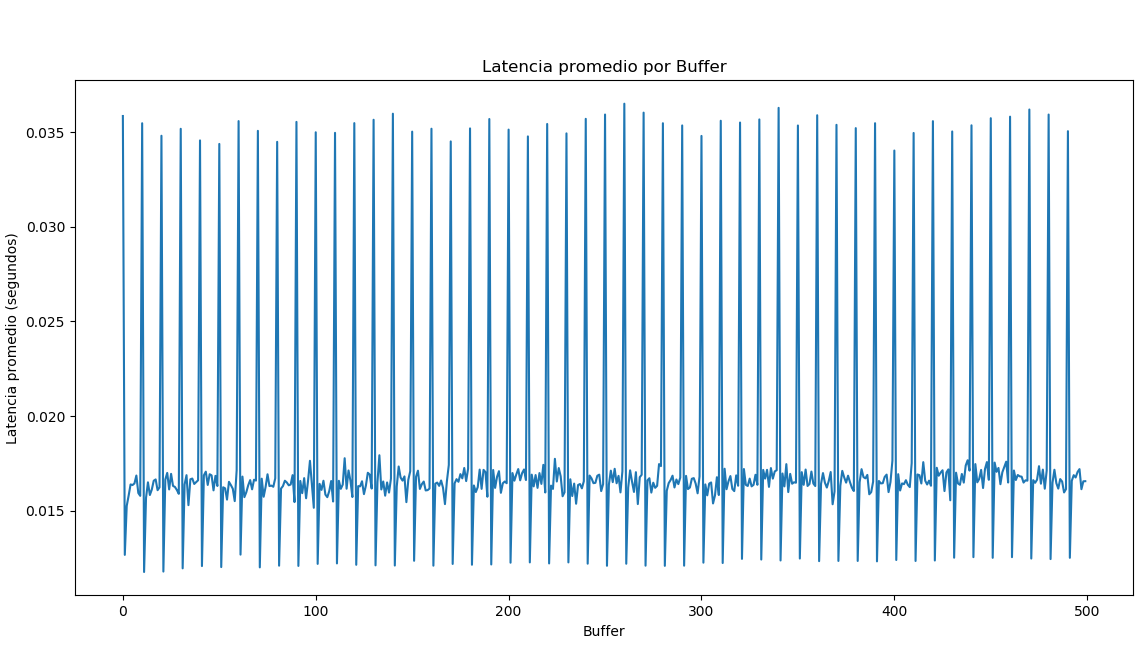 Latencia promedio por Buffer
Latencia promedio (segundos)
0.035
0.030
0.025
0.020
0.015
0 100 200 300 400 500
Buffer